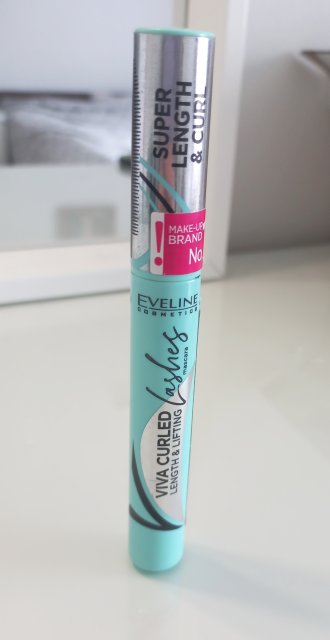 SUPER
LENGTH
& CURL
MAKE-UP
BRAND
No.
EVELINE
COSMETICS
VIVA CURLED
lashes
mascara
LENGTH & LIFTING